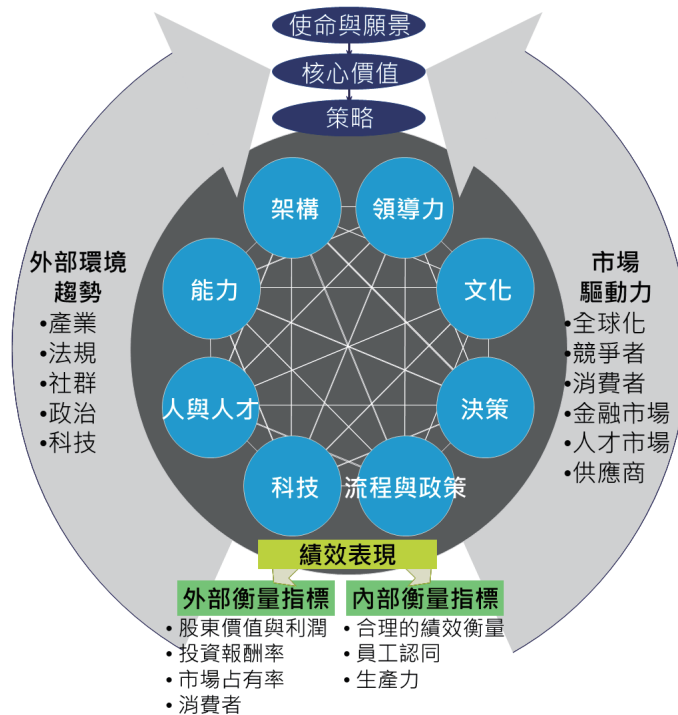 使命與願景
核心價值
策略
架構
領導力
能力
文化
人與人才
決策
科技
流程與政策
外部環境
趨勢
•產業
•法規
•社群
•政治
•科技
市場
驅動力
•全球化
•競爭者
•消費者
•金融市場
•人才市場
•供應商
績效表現
外部衡量指標
•股東價值與利潤
•投資報酬率
•市場占有率
•消費者
內部衡量指標
•合理的績效衡量
•員工認同
•生產力